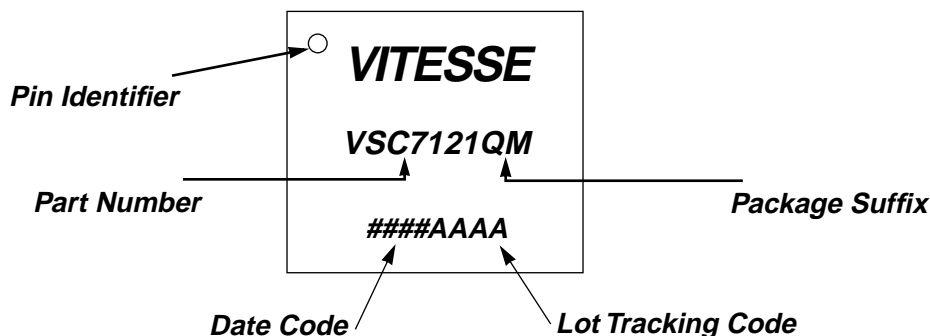 VITESSE
Pin Identifier
VSC7121QM
Part Number
Package Suffix
####AAAA
Date Code
Lot Tracking Code